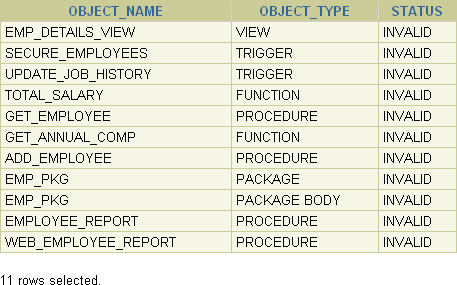 OBJECT_NAME OBJECT_TYPE STATUS
EMP_DETAILS_VIEW VIEW INVALID
SECURE_EMPLOYEES TRIGGER INVALID
UPDATE_JOB_HISTORY TRIGGER INVALID
TOTAL_SALARY FUNCTION INVALID
GET_EMPLOYEE PROCEDURE INVALID
GET_ANNUAL_COMP FUNCTION INVALID
ADD_EMPLOYEE PROCEDURE INVALID
EMP_PKG PACKAGE INVALID
EMP_PKG PACKAGE BODY INVALID
EMPLOYEE_REPORT PROCEDURE INVALID
WEB_EMPLOYEE_REPORT PROCEDURE INVALID
11 rows selected.